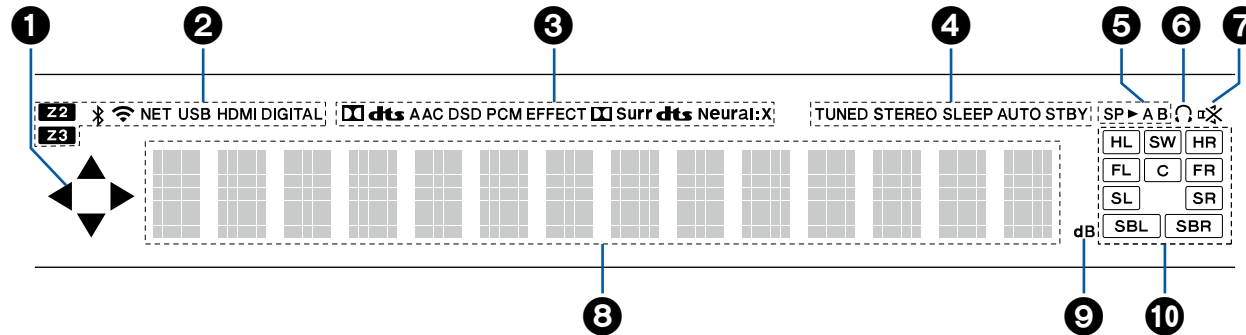 1 2 3 4 5 6 7
Z2 NET USB HDMI DIGITAL dts AAC DSD PCM EFFECT Surr dts Neural:X TUNED STEREO SLEEP AUTO STBY SP ► A B
Z3
HL SW HR
FL C FR
SL SR
SBL SBR
dB
8 9 10